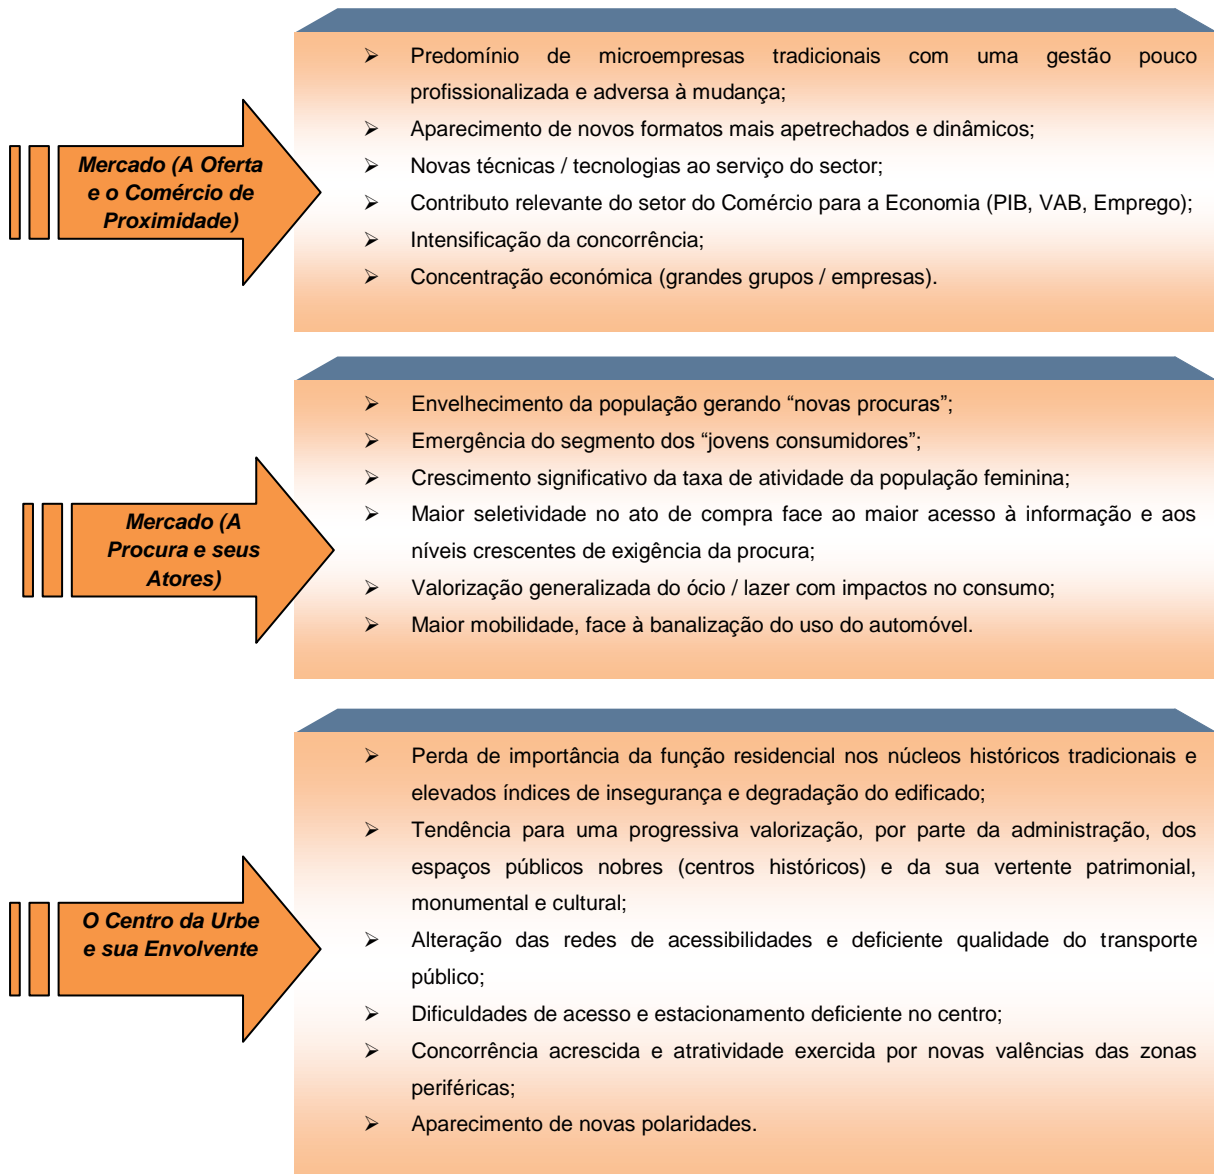 Mercado (A Oferta
e o Comércio de
Proximidade)
➢ Predomínio de microempresas tradicionais com uma gestão pouco
profissionalizada e adversa à mudança;
➢ Aparecimento de novos formatos mais apetrechados e dinâmicos;
➢ Novas técnicas / tecnologias ao serviço do sector;
➢ Contributo relevante do setor do Comércio para a Economia (PIB, VAB, Emprego);
➢ Intensificação da concorrência;
➢ Concentração económica (grandes grupos / empresas).
Mercado (A
Procura e seus
Atores)
➢ Envelhecimento da população gerando “novas procuras”;
➢ Emergência do segmento dos “jovens consumidores”;
➢ Crescimento significativo da taxa de atividade da população feminina;
➢ Maior seletividade no ato de compra face ao maior acesso à informação e aos
níveis crescentes de exigência da procura;
➢ Valorização generalizada do ócio / lazer com impactos no consumo;
➢ Maior mobilidade, face à banalização do uso do automóvel.
O Centro da Urbe
e sua Envolvente
➢ Perda de importância da função residencial nos núcleos históricos tradicionais e
elevados índices de insegurança e degradação do edificado;
➢ Tendência para uma progressiva valorização, por parte da administração, dos
espaços públicos nobres (centros históricos) e da sua vertente patrimonial,
monumental e cultural;
➢ Alteração das redes de acessibilidades e deficiente qualidade do transporte
público;
➢ Dificuldades de acesso e estacionamento deficiente no centro;
➢ Concorrência acrescida e atratividade exercida por novas valências das zonas
periféricas;
➢ Aparecimento de novas polaridades.